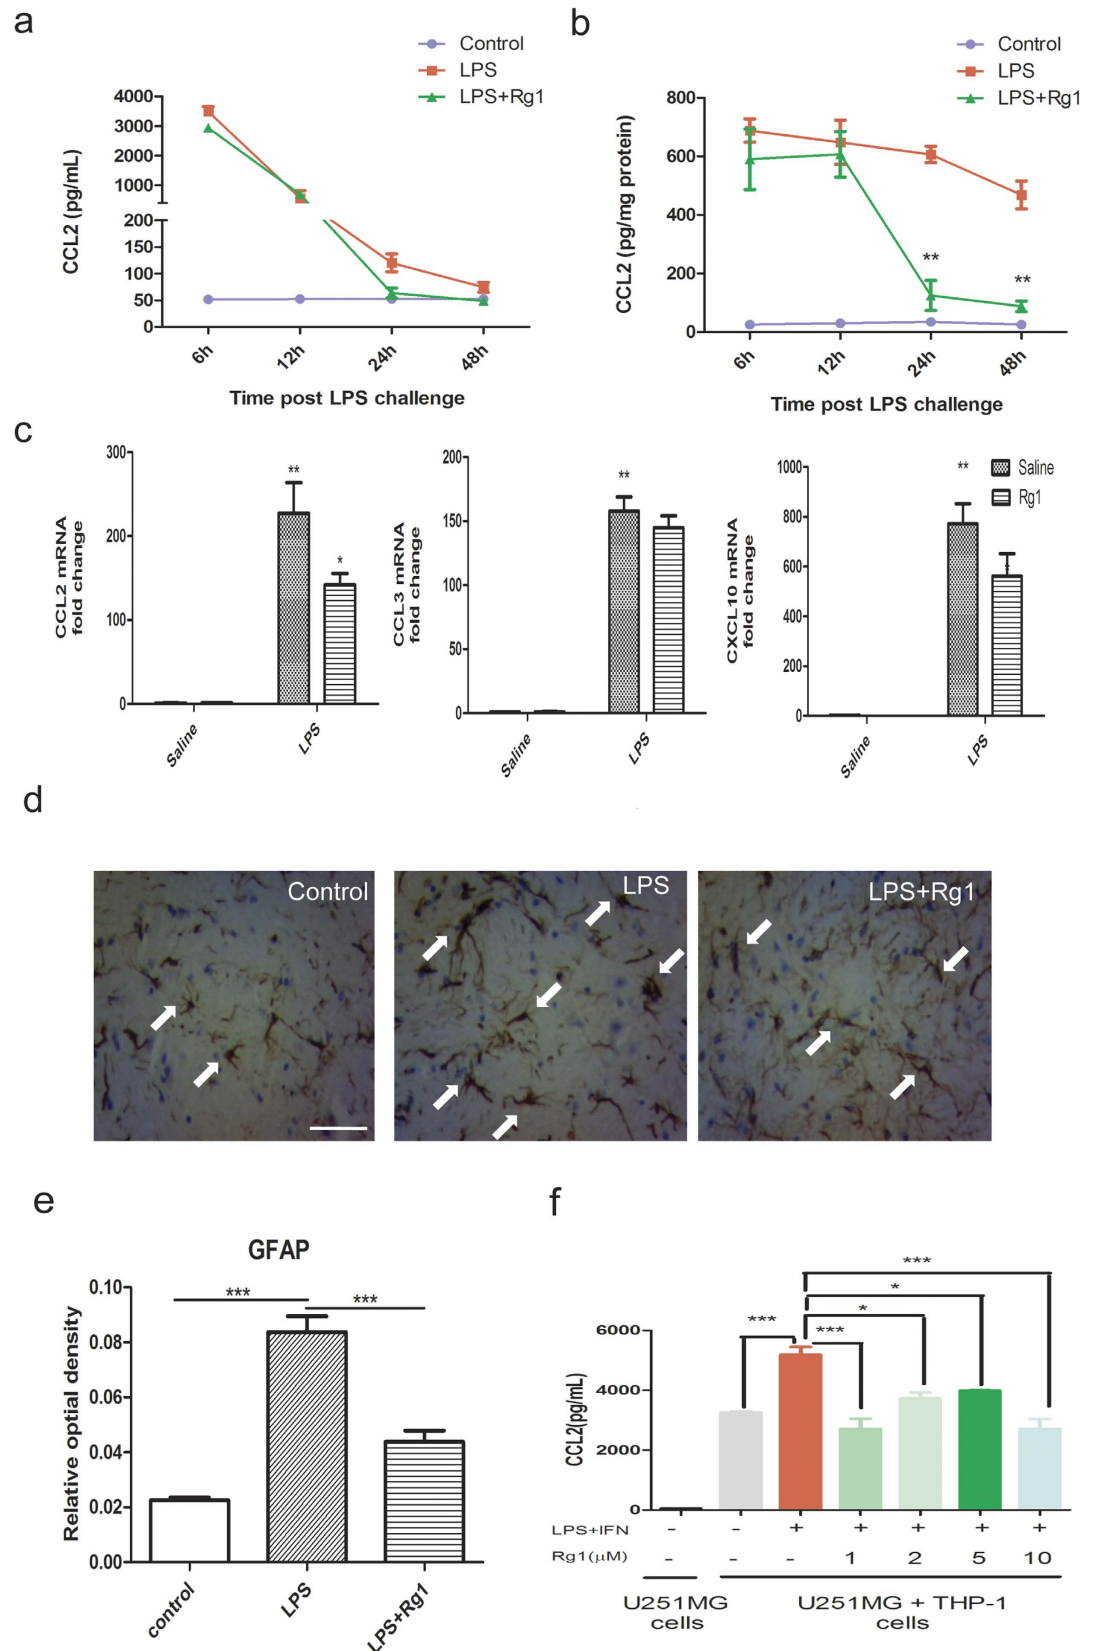 a
Control
LPS
LPS+Rg1
CCL2 (pg/mL)
4000
3000
2000
1000
200
150
100
50
0
6h
12h
24h
48h
Time post LPS challenge
b
Control
LPS
LPS+Rg1
CCL2 (pg/mg protein)
800
600
400
200
0
**
**
6h
12h
24h
48h
Time post LPS challenge
c
CCL2 mRNA
fold change
300
200
100
0
**
*
Saline
LPS
CCL3 mRNA
fold change
200
150
100
50
0
**
Saline
LPS
CXCL10 mRNA
fold change
1000
800
600
400
200
0
**
*
Saline
Rg1
Saline
LPS
d
Control
LPS
LPS+Rg1
e
GFAP
Relative optial density
0.10
0.08
0.06
0.04
0.02
0.00
***
***
control
LPS
LPS+Rg1
f
CCL2(pg/mL)
6000
4000
2000
0
***
***
*
*
***
LPS+IFN - - + + + + +
Rg1(μM) - - - 1 2 5 10
U251MG
cells
U251MG + THP-1
cells